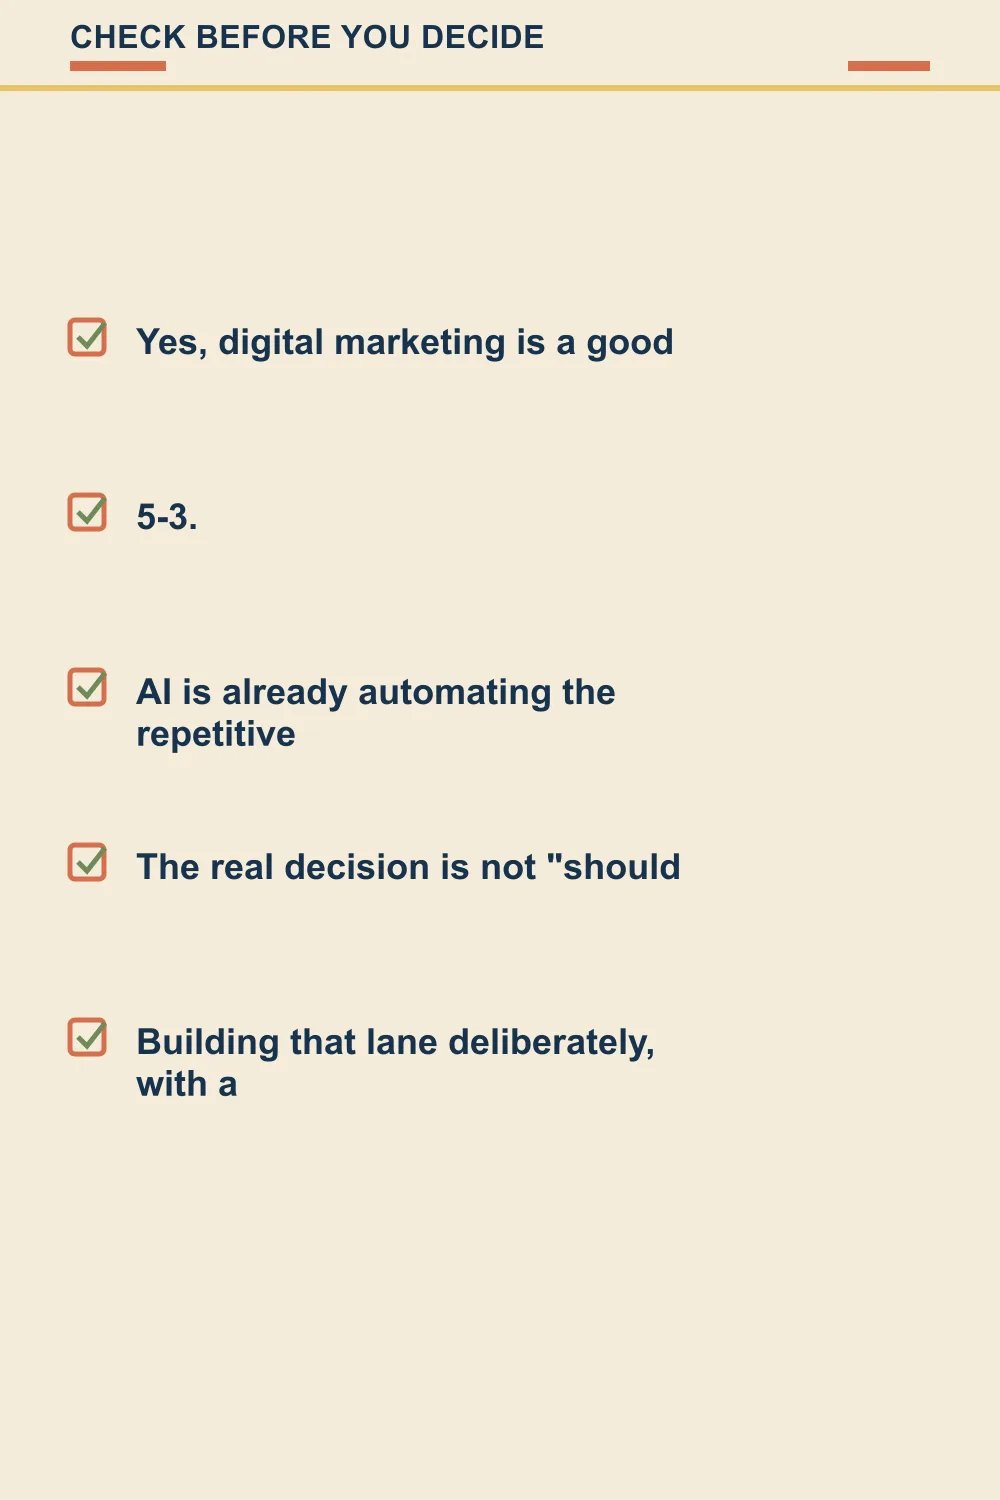 CHECK BEFORE YOU DECIDE
Yes, digital marketing is a good
5-3.
AI is already automating the
repetitive
The real decision is not "should
Building that lane deliberately,
with a